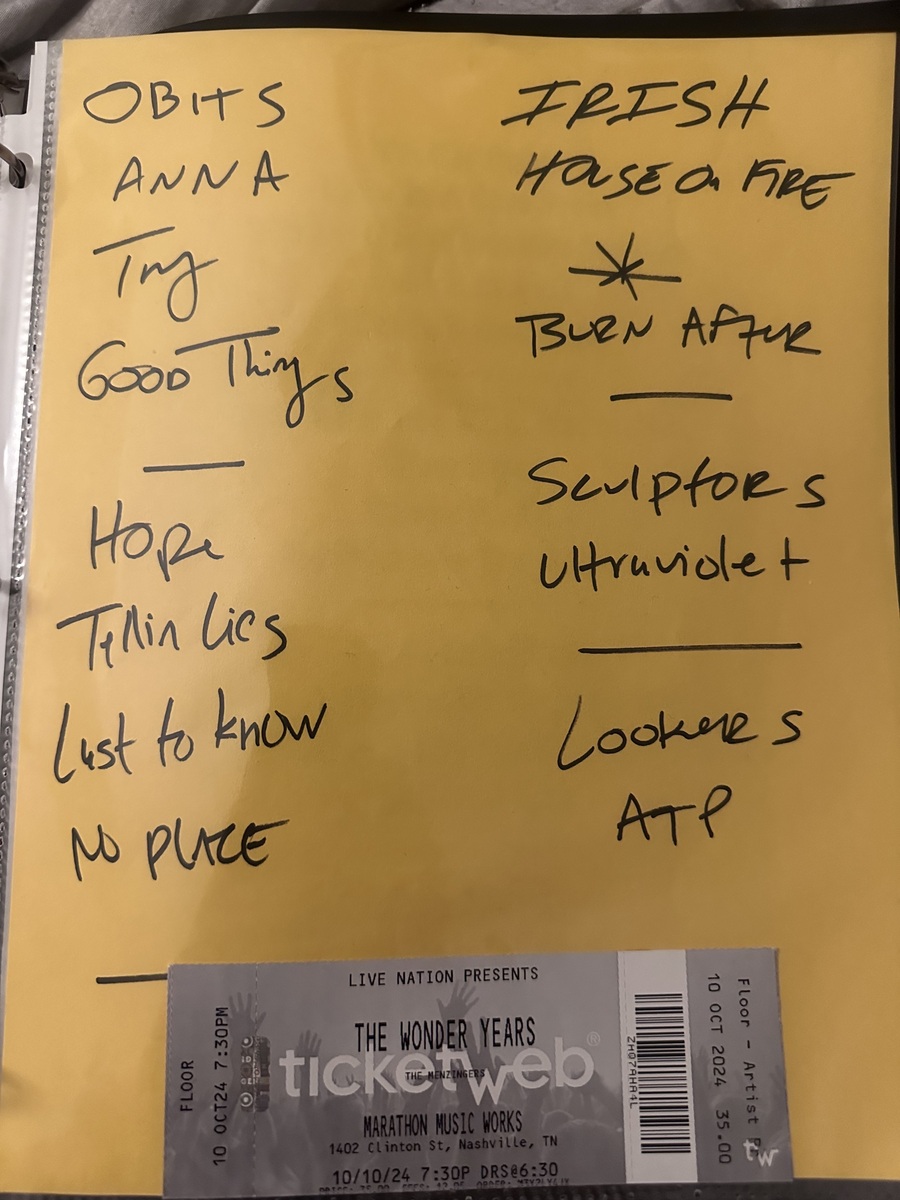 OBITS
ANNA
Try
GOOD Things
Hope
Tellin Lies
Last to know
NO PLACE
IRISH
HOUSE On FIRE
BURN AFTER
Sculptors
Ultraviolet
LOOKERS
ATP
LIVE NATION PRESENTS
THE WONDER YEARS
ticketweb®
THE MENZINGERS
MARATHON MUSIC WORKS
1402 Clinton St, Nashville, TN
10/10/24 7:30P DRS@6:30
FLOOR
10 OCT24 7:30PM
Floor - Artist
10 OCT 2024 35.00
tw